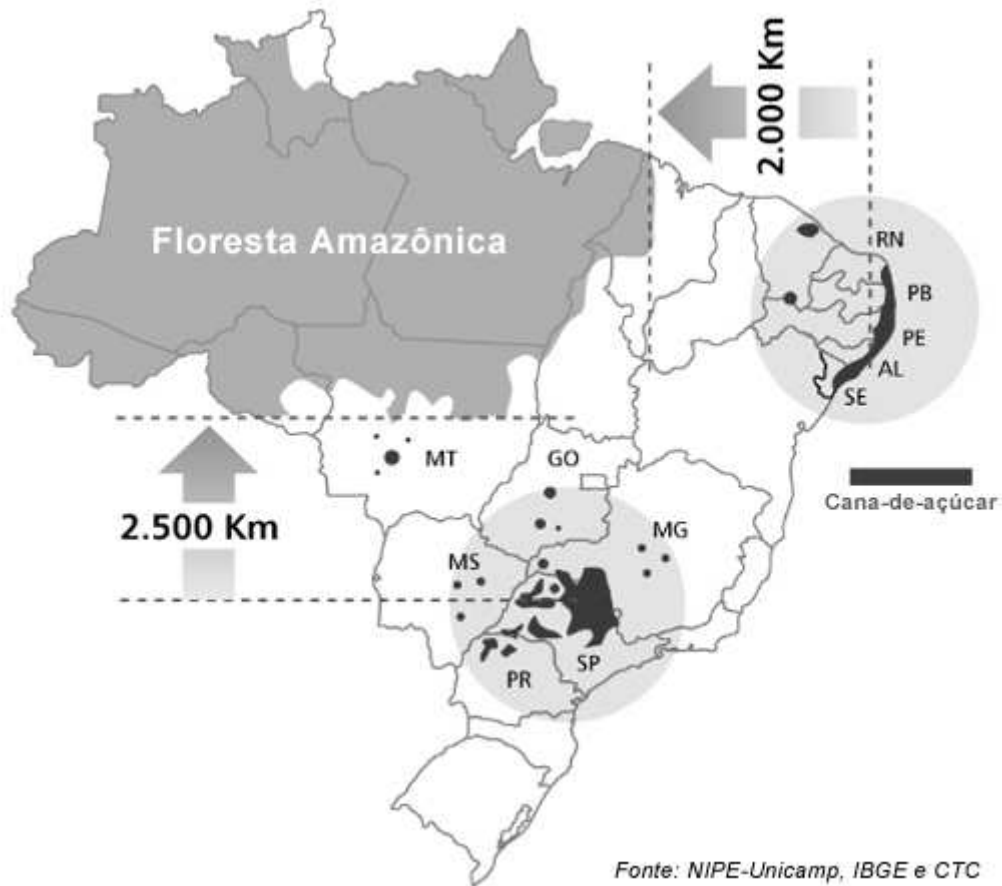 2.000 Km
Floresta Amazônica
RN
PB
PE
AL
SE
MT
GO
Cana-de-açúcar
2.500 Km
MG
MS
SP
PR
Fonte: NIPE-Unicamp, IBGE e CTC